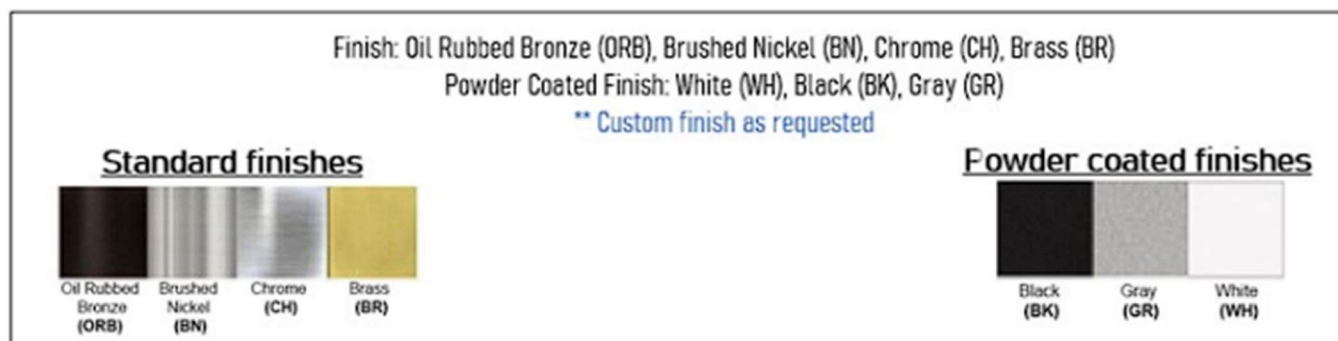 Finish: Oil Rubbed Bronze (ORB), Brushed Nickel (BN), Chrome (CH), Brass (BR)
Powder Coated Finish: White (WH), Black (BK), Gray (GR)
** Custom finish as requested
Standard finishes
Oil Rubbed
Bronze
(ORB)
Brushed
Nickel
(BN)
Chrome
(CH)
Brass
(BR)
Powder coated finishes
Black
(BK)
Gray
(GR)
White
(WH)